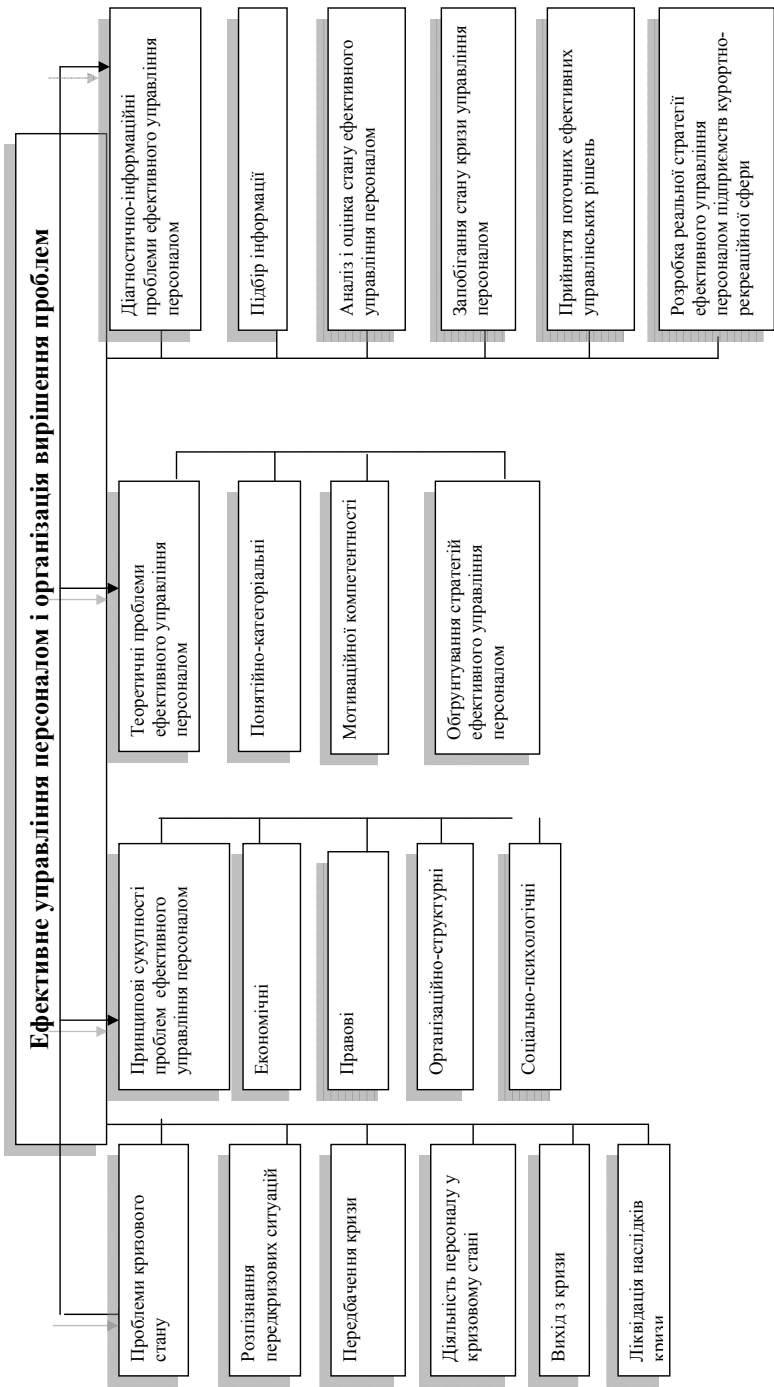 Ефективне управління персоналом і організація вирішення проблем
Проблеми кризового
стану
Розпізнання
передкризових ситуацій
Передбачення кризи
Діяльність персоналу у
кризовому стані
Вихід з кризи
Ліквідація наслідків
кризи
Принципові сукупності
проблем ефективного
управління персоналом
Економічні
Правові
Організаційно-структурні
Соціально-психологічні
Теоретичні проблеми
ефективного управління
персоналом
Понятійно-категоріальні
Мотиваційної компетентності
Обґрунтування стратегій
ефективного управління
персоналом
Діагностично-інформаційні
проблеми ефективного управління
персоналом
Підбір інформації
Аналіз і оцінка стану ефективного
управління персоналом
Запобігання стану кризи управління
персоналом
Прийняття поточних ефективних
управлінських рішень
Розробка реальної стратегії
ефективного управління
персоналом підприємств курортно-
рекреаційної сфери